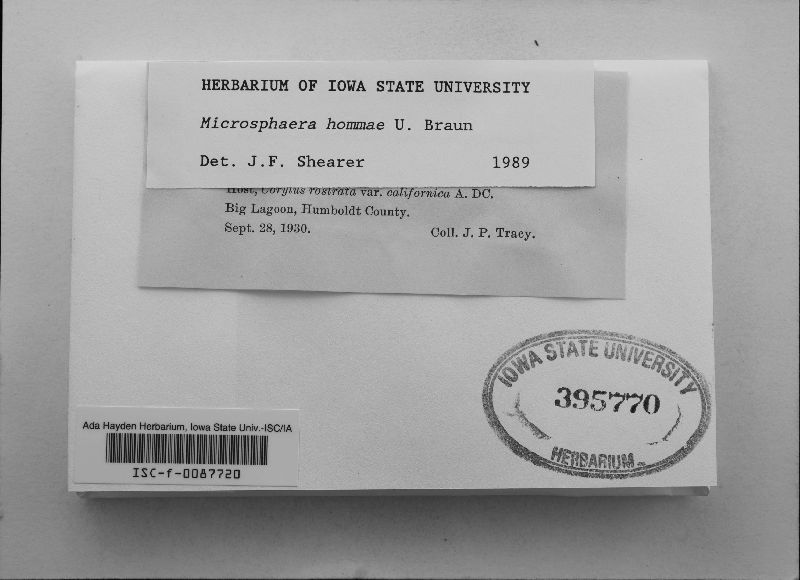 HERBARIUM OF IOWA STATE UNIVERSITY
Microsphaera hommae U. Braun
Det. J.F. Shearer 1989
Host, Corylus rostrata var. californica A. DC.
Big Lagoon, Humboldt County.
Sept. 28, 1930. Coll. J. P. Tracy.
IOWA STATE UNIVERSITY
395770
HERBARIUM
Ada Hayden Herbarium, Iowa State Univ.-ISC/IA
ISC-f-0087720